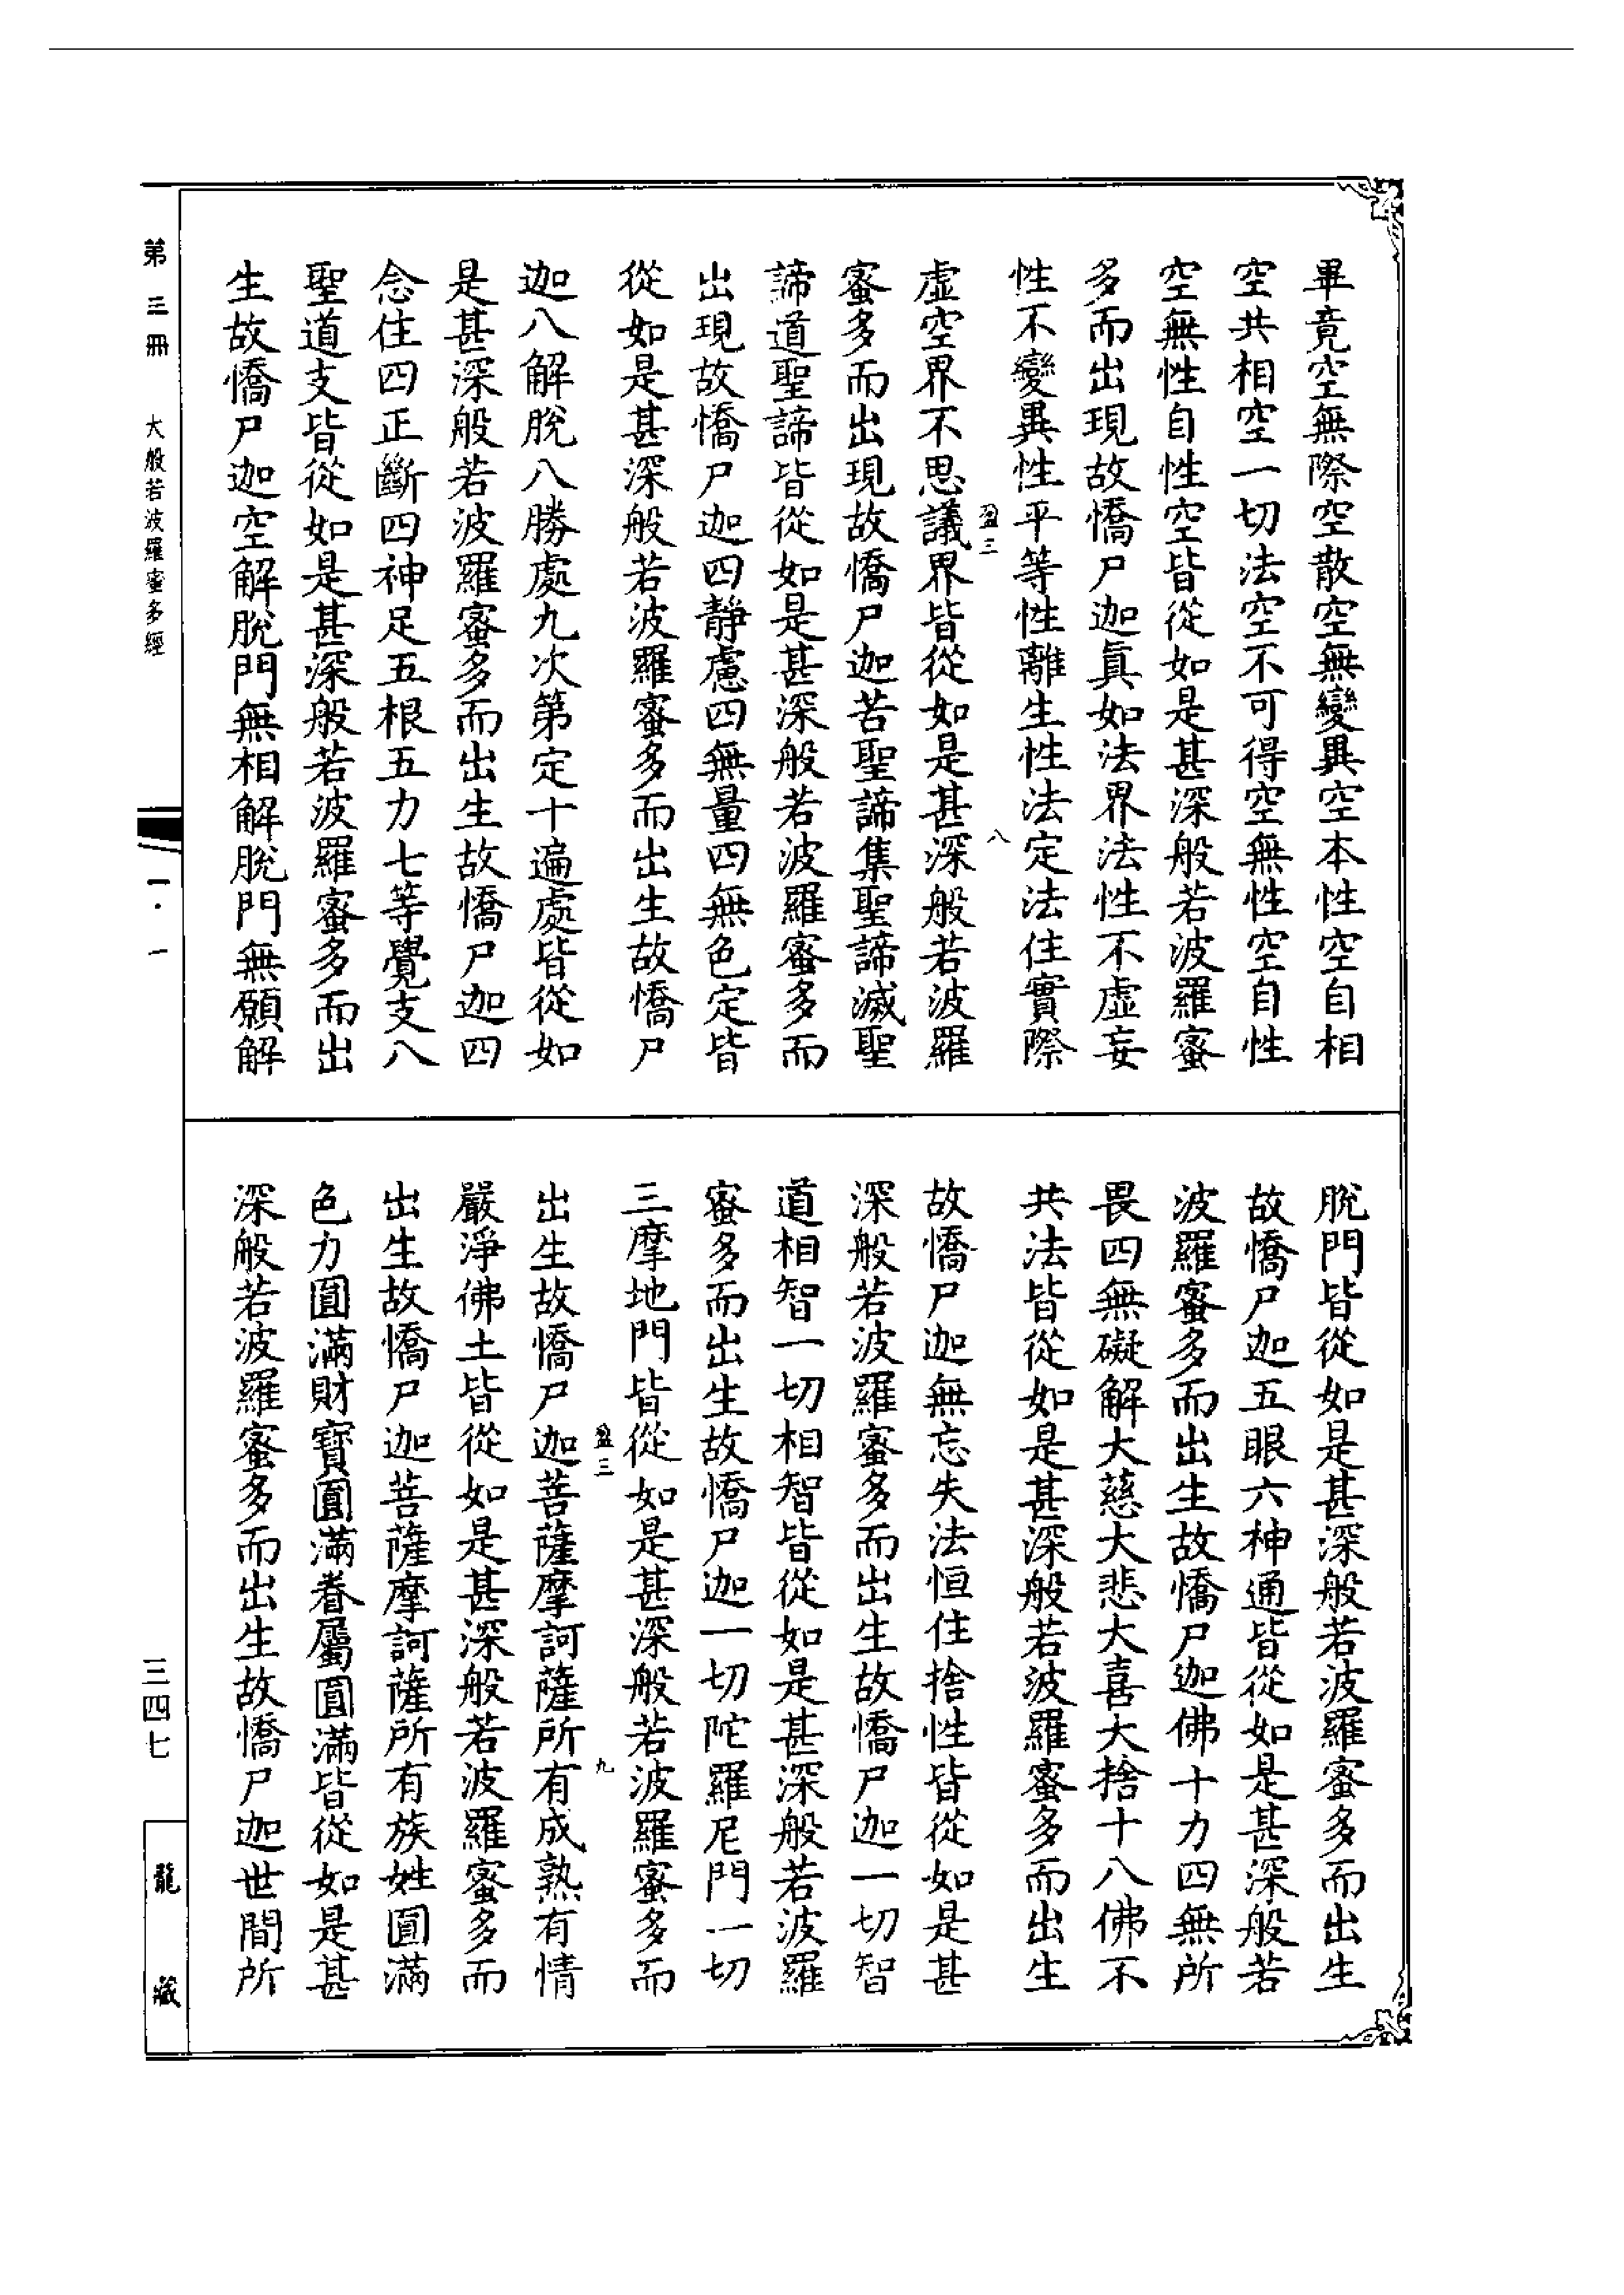 畢竟空無際空散空無變異空本性空自相
空共相空一切法空不可得空無性空自性
空無性自性空皆從如是甚深般若波羅蜜
多而出現故憍尸迦真如法界法性不虛妄
性不變異性平等性離生性法定法住實際
盈三
八
虛空界不思議界皆從如是甚深般若波羅
蜜多而出現故憍尸迦苦聖諦集聖諦滅聖
諦道聖諦皆從如是甚深般若波羅蜜多而
出現故憍尸迦四靜慮四無量四無色定皆
從如是甚深般若波羅蜜多而出生故憍尸
迦八解脫八勝處九次第定十遍處皆從如
是甚深般若波羅蜜多而出生故憍尸迦四
念住四正斷四神足五根五力七等覺支八
聖道支皆從如是甚深般若波羅蜜多而出
生故憍尸迦空解脫門無相解脫門無願解
脫門皆從如是甚深般若波羅蜜多而出生
故憍尸迦五眼六神通皆從如是甚深般若
波羅蜜多而出生故憍尸迦佛十力四無所
畏四無礙解大慈大悲大喜大捨十八佛不
共法皆從如是甚深般若波羅蜜多而出生
故憍尸迦無忘失法恒住捨性皆從如是甚
深般若波羅蜜多而出生故憍尸迦一切智
道相智一切相智皆從如是甚深般若波羅
蜜多而出生故憍尸迦一切陀羅尼門一切
三摩地門皆從如是甚深般若波羅蜜多而
盈三
九
出生故憍尸迦菩薩摩訶薩所有成熟有情
嚴淨佛土皆從如是甚深般若波羅蜜多而
出生故憍尸迦菩薩摩訶薩所有族姓圓滿
色力圓滿財寶圓滿眷屬圓滿皆從如是甚
深般若波羅蜜多而出生故憍尸迦世間所
第三冊 大般若波羅蜜多經
一·一
三四七
龍藏